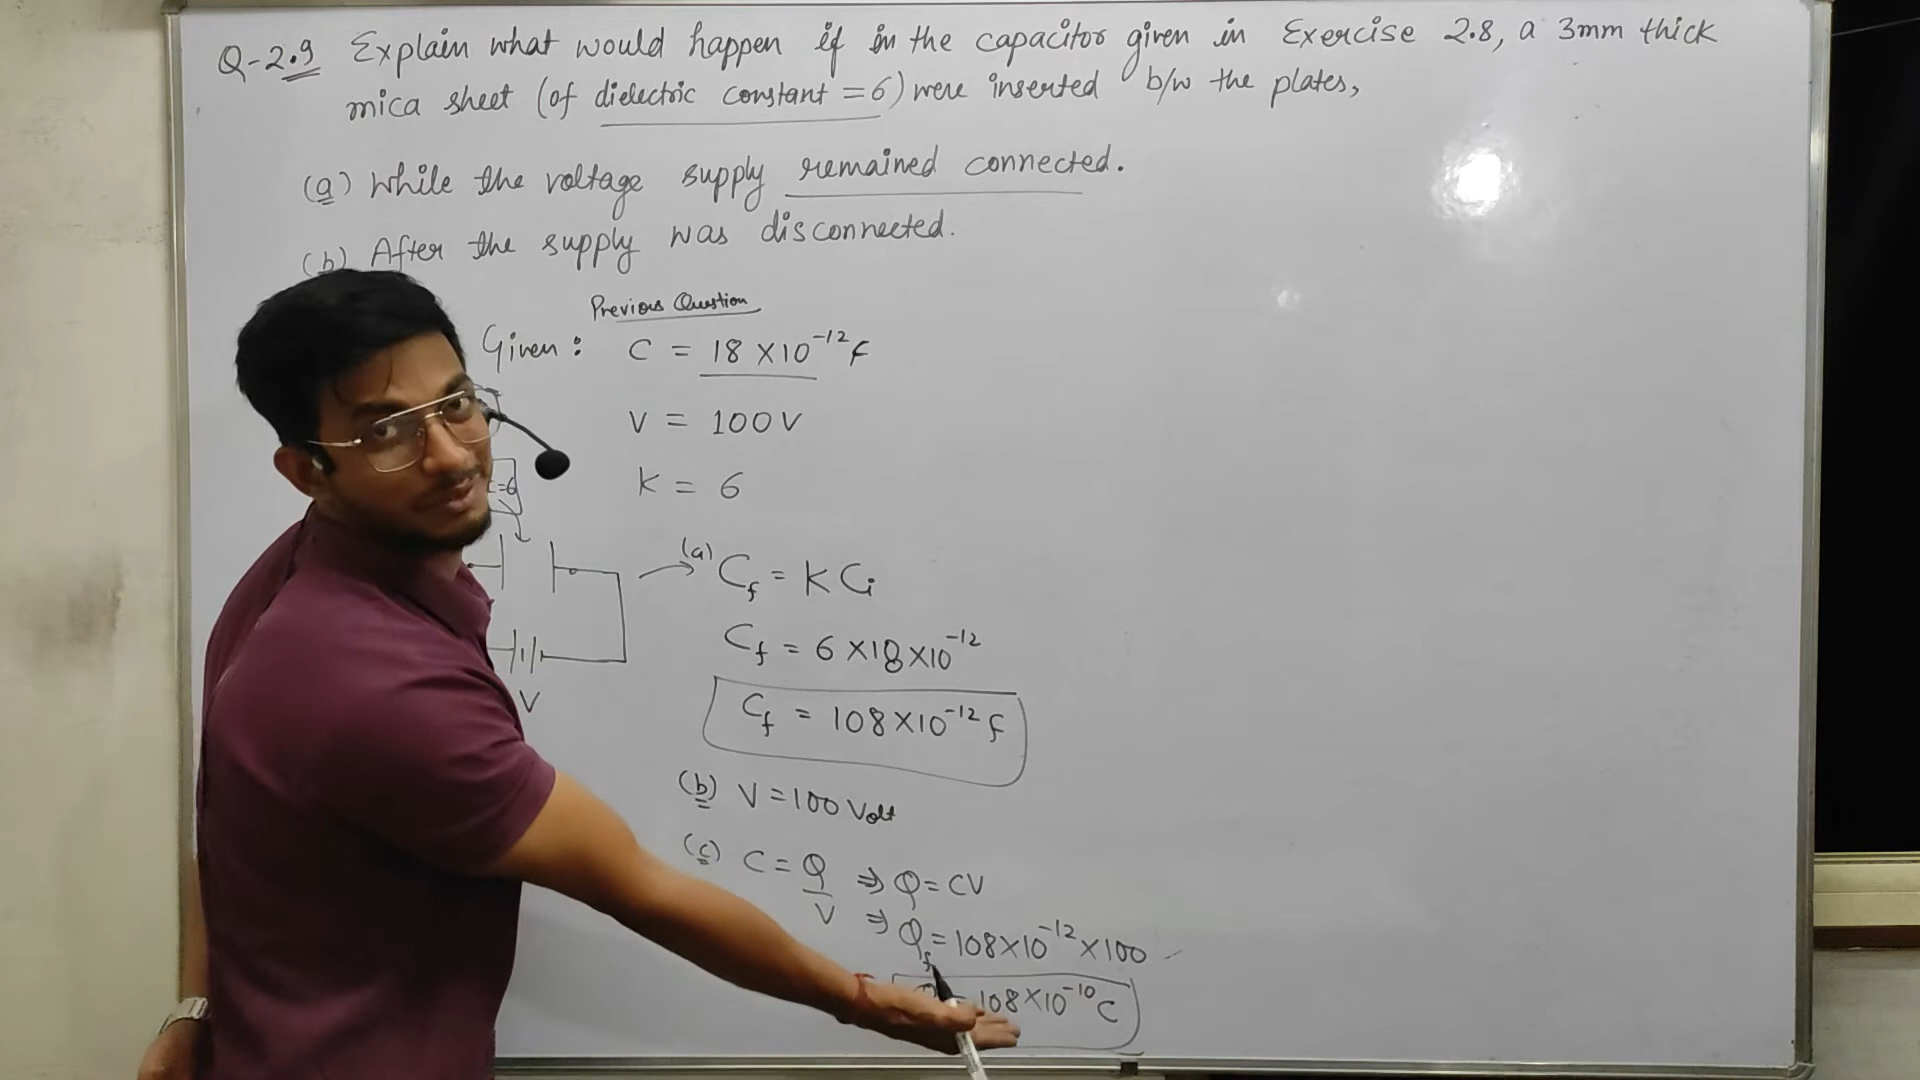 Q-2.9 Explain what would happen if in the capacitor given in Exercise 2.8, a 3mm thick
mica sheet (of dielectric constant = 6) were inserted b/w the plates,
(a) While the voltage supply remained connected.
(b) After the supply was disconnected.
Previous Question
Given : C = 18 × 10⁻¹² F
V = 100 V
K = 6
=6
V
(a) C_f = K C_i
C_f = 6 × 18 × 10⁻¹²
C_f = 108 × 10⁻¹² F
(b) V = 100 Volt
(c) C = Q/V ⇒ Q = CV
⇒ Q_f = 108 × 10⁻¹² × 100
= 108 × 10⁻¹⁰ C